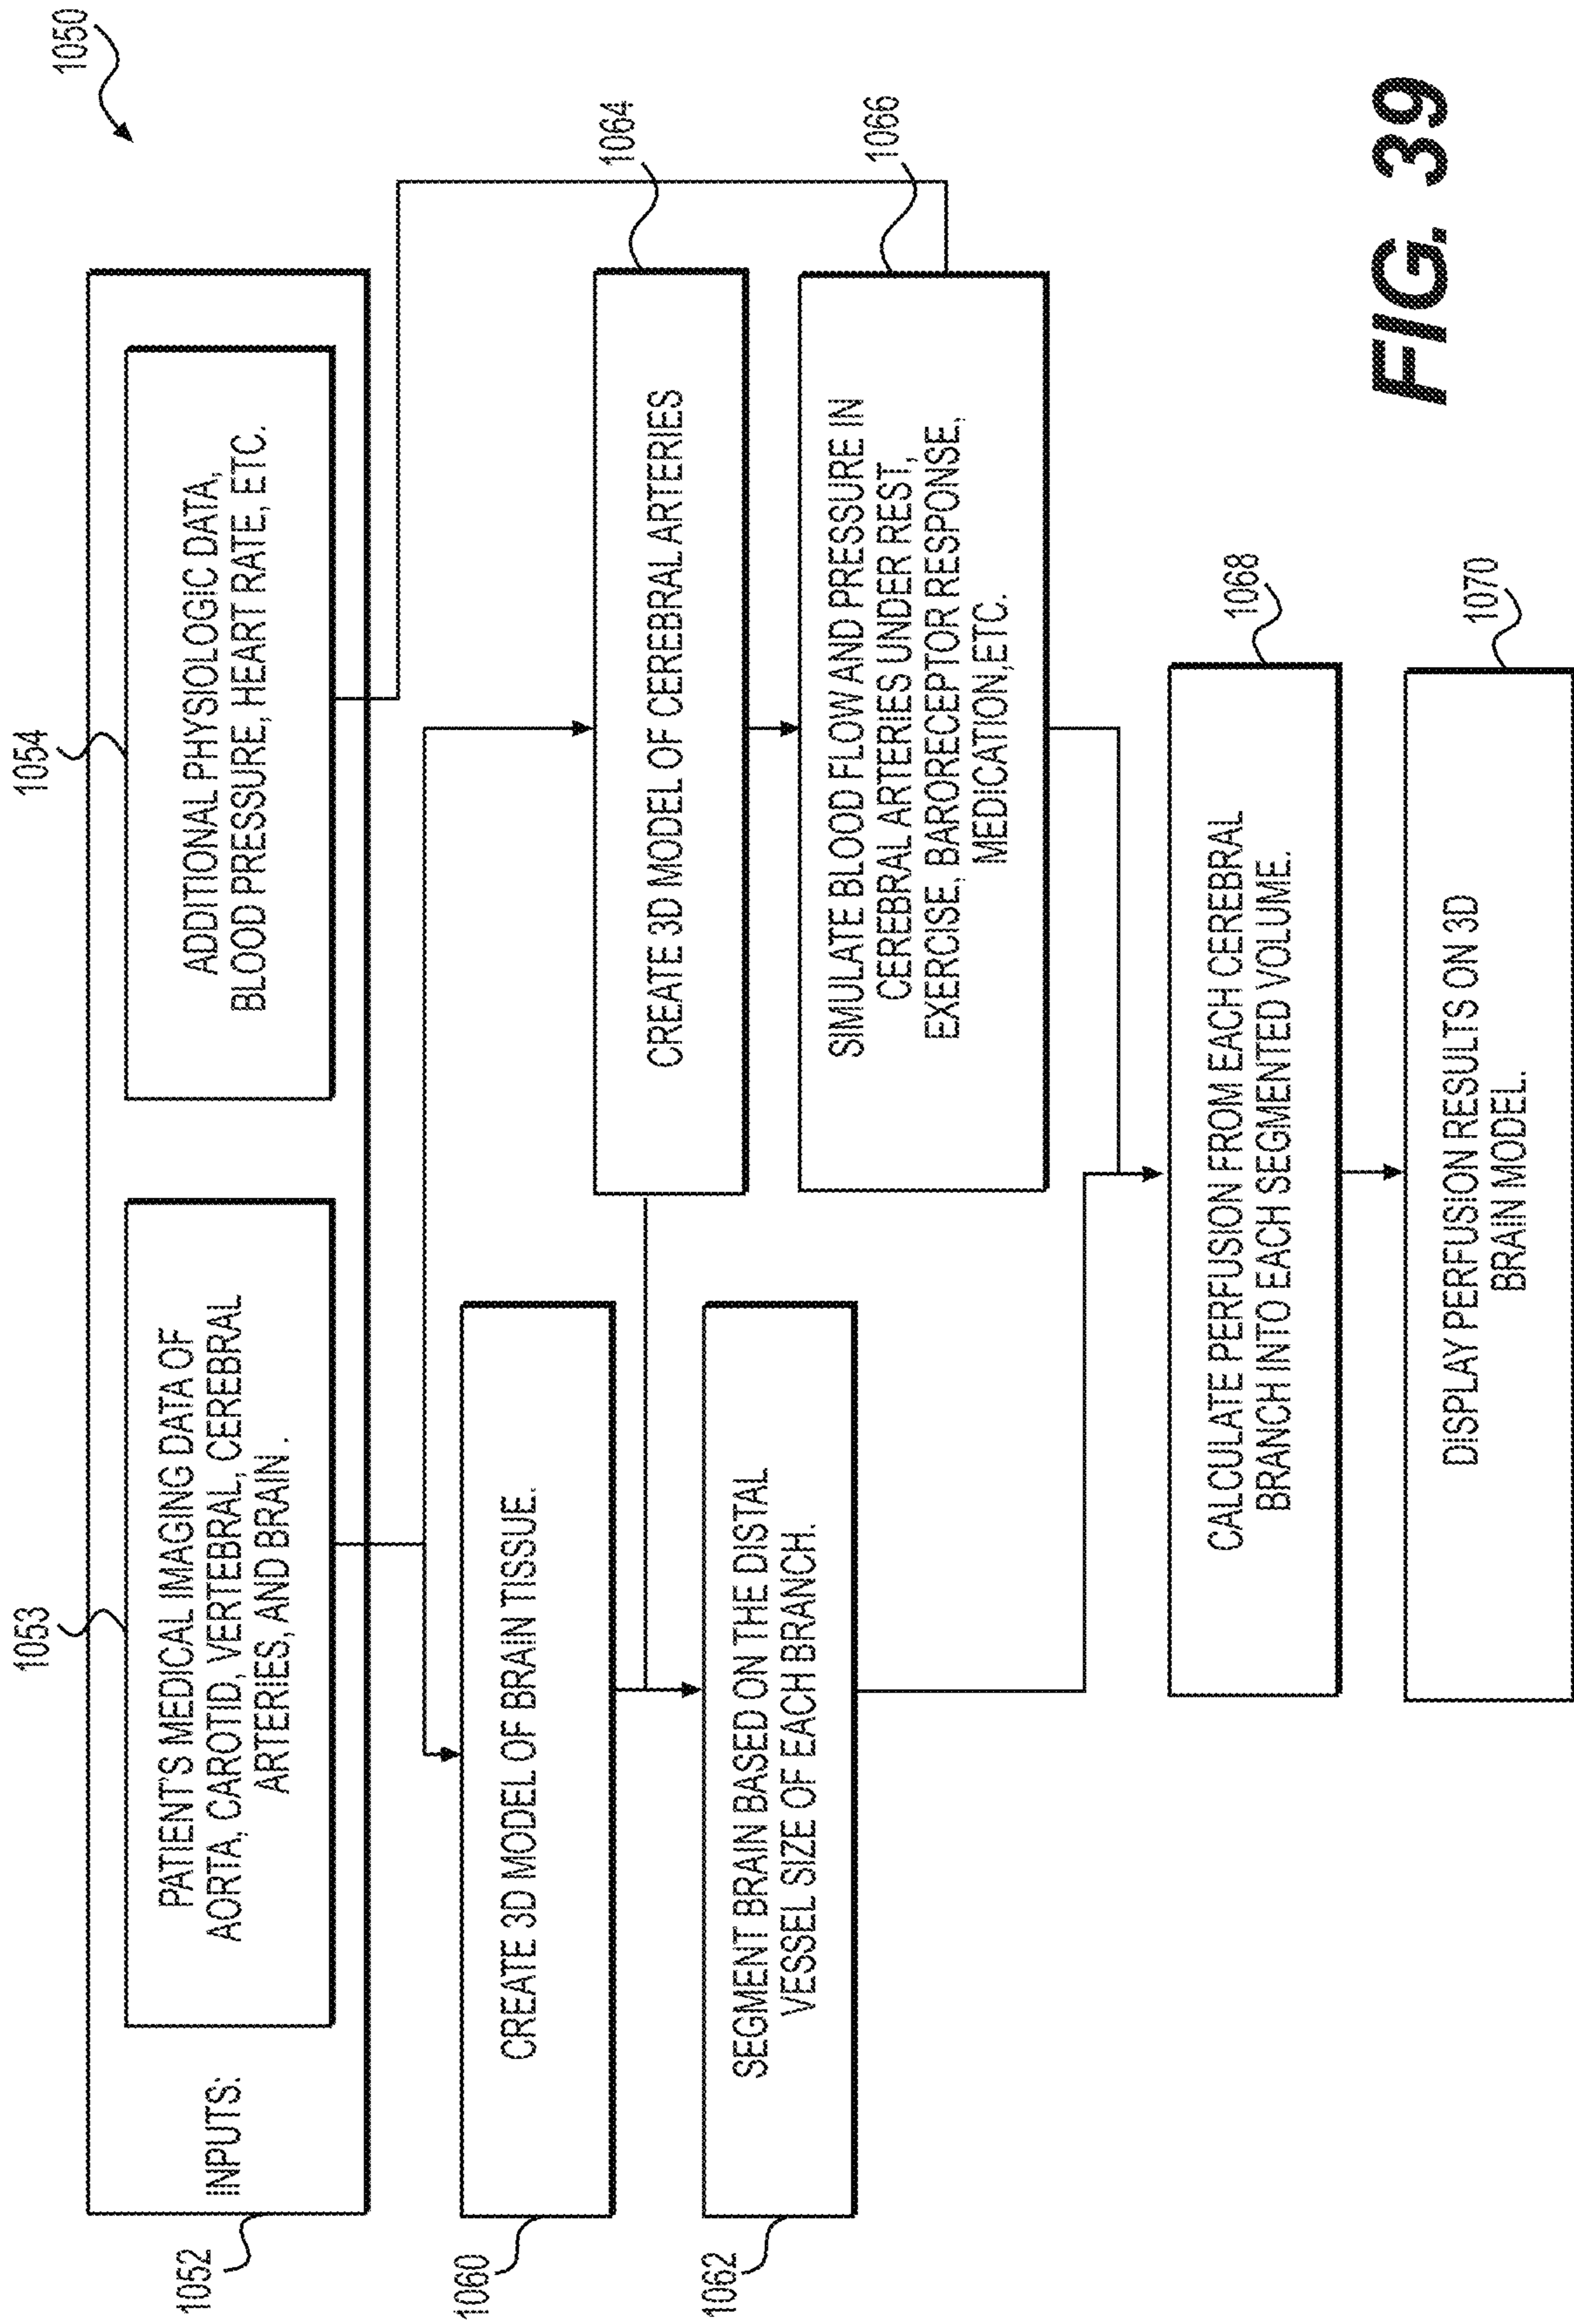 1050
1054
1053
1052
INPUTS:
PATIENT'S MEDICAL IMAGING DATA OF
AORTA, CAROTID, VERTEBRAL, CEREBRAL
ARTERIES, AND BRAIN .
ADDITIONAL PHYSIOLOGIC DATA,
BLOOD PRESSURE, HEART RATE, ETC.
1060
CREATE 3D MODEL OF BRAIN TISSUE.
1064
CREATE 3D MODEL OF CEREBRAL ARTERIES
1062
SEGMENT BRAIN BASED ON THE DISTAL
VESSEL SIZE OF EACH BRANCH.
1066
SIMULATE BLOOD FLOW AND PRESSURE IN
CEREBRAL ARTERIES UNDER REST,
EXERCISE, BARORECEPTOR RESPONSE,
MEDICATION,ETC.
1068
CALCULATE PERFUSION FROM EACH CEREBRAL
BRANCH INTO EACH SEGMENTED VOLUME.
1070
DISPLAY PERFUSION RESULTS ON 3D
BRAIN MODEL.
FIG. 39